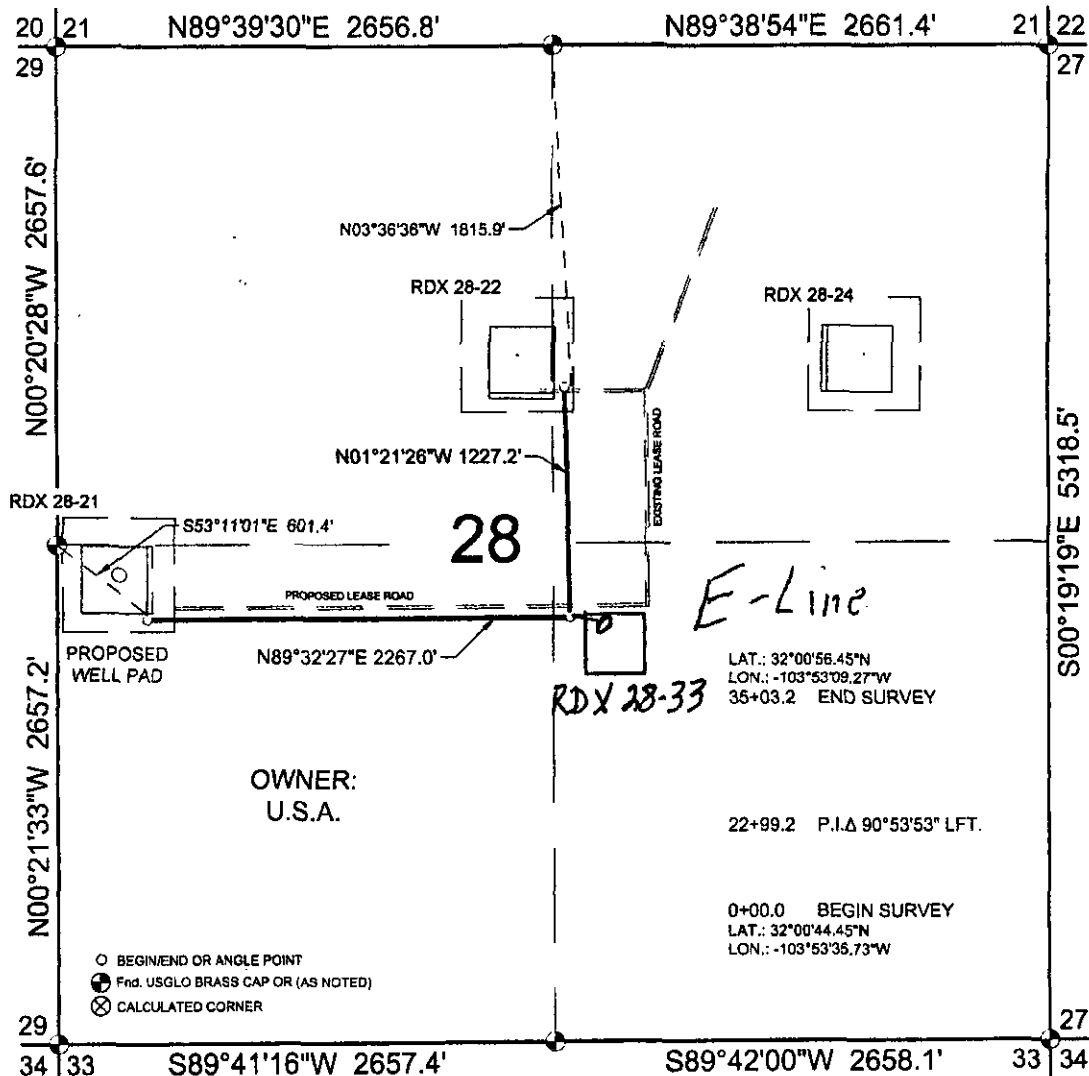 20 21 N89°39'30"E 2656.8' N89°38'54"E 2661.4' 21 22
29 27
N00°20'28"W 2657.6'
N03°36'36"W 1815.9'
RDX 28-22
RDX 28-24
N01°21'26"W 1227.2'
EXISTING LEASE ROAD
S00°19'19"E 5318.5'
RDX 28-21
S53°11'01"E 601.4'
28
PROPOSED LEASE ROAD
E-Line
PROPOSED
WELL PAD
N89°32'27"E 2267.0'
RDX 28-33
LAT.: 32°00'56.45"N
LON.: -103°53'09.27"W
35+03.2 END SURVEY
N00°21'33"W 2657.2'
OWNER:
U.S.A.
22+99.2 P.I.Δ 90°53'53" LFT.
0+00.0 BEGIN SURVEY
LAT.: 32°00'44.45"N
LON.: -103°53'35.73"W
BEGIN/END OR ANGLE POINT
Fnd. USGLO BRASS CAP OR (AS NOTED)
CALCULATED CORNER
29 27
34 33 S89°41'16"W 2657.4' S89°42'00"W 2658.1' 33 34